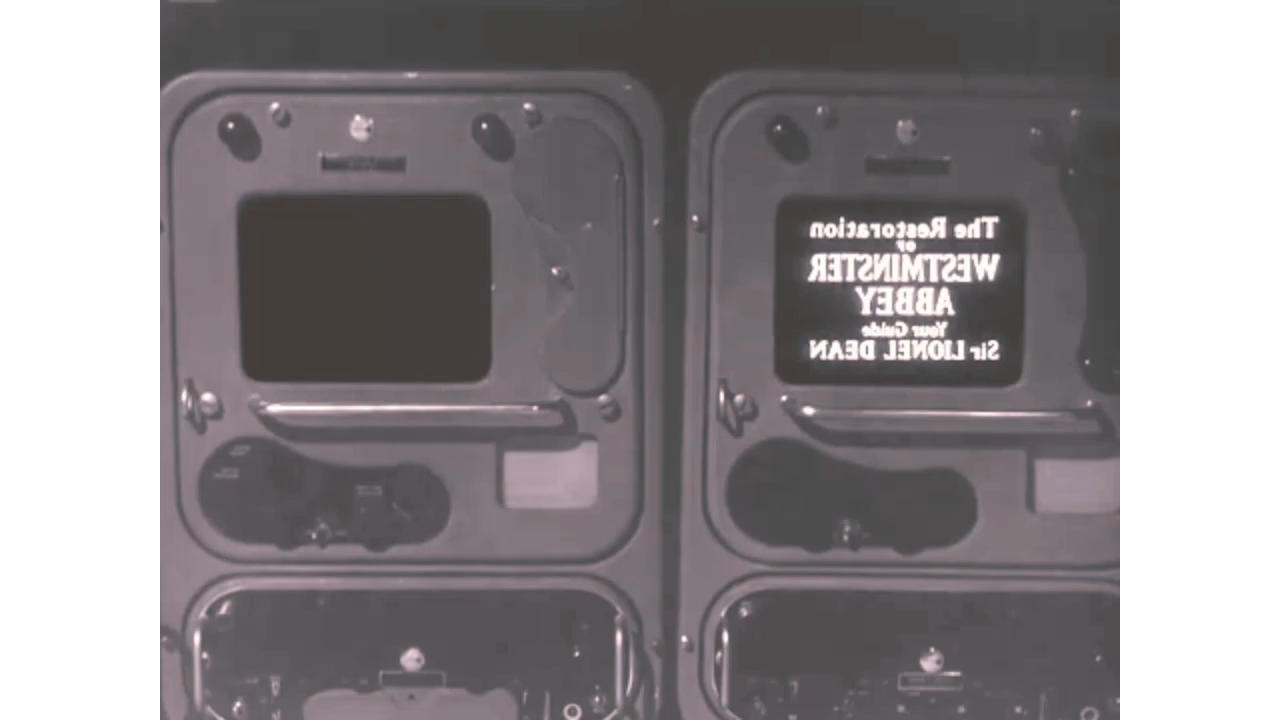 The Restoration
of
WESTMINSTER
ABBEY
Your Guide
Sir LIONEL DEAN